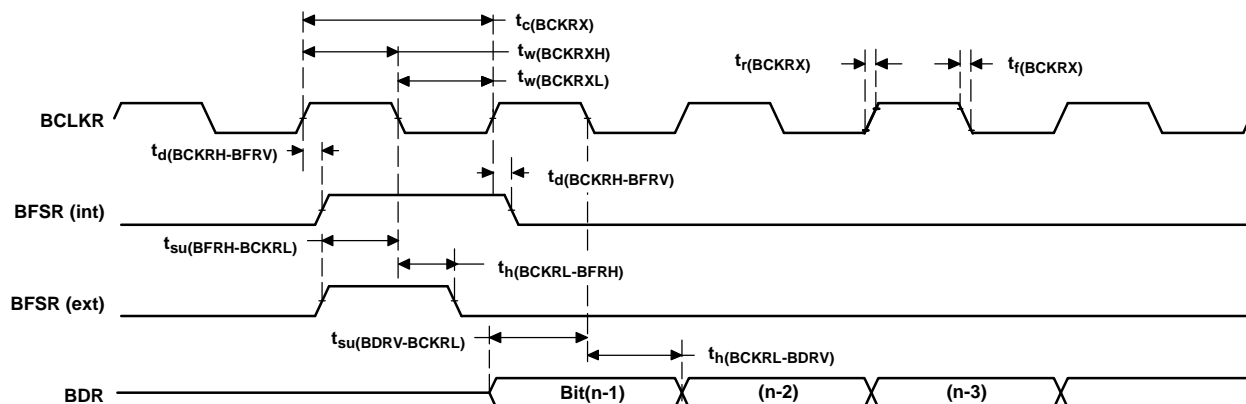 tc(BCKRX)
tw(BCKRXH)
tr(BCKRX)
tf(BCKRX)
tw(BCKRXL)
BCLKR
td(BCKRH-BFRV)
td(BCKRH-BFRV)
BFSR (int)
tsu(BFRH-BCKRL)
th(BCKRL-BFRH)
BFSR (ext)
tsu(BDRV-BCKRL)
th(BCKRL-BDRV)
BDR
Bit(n-1)
(n-2)
(n-3)